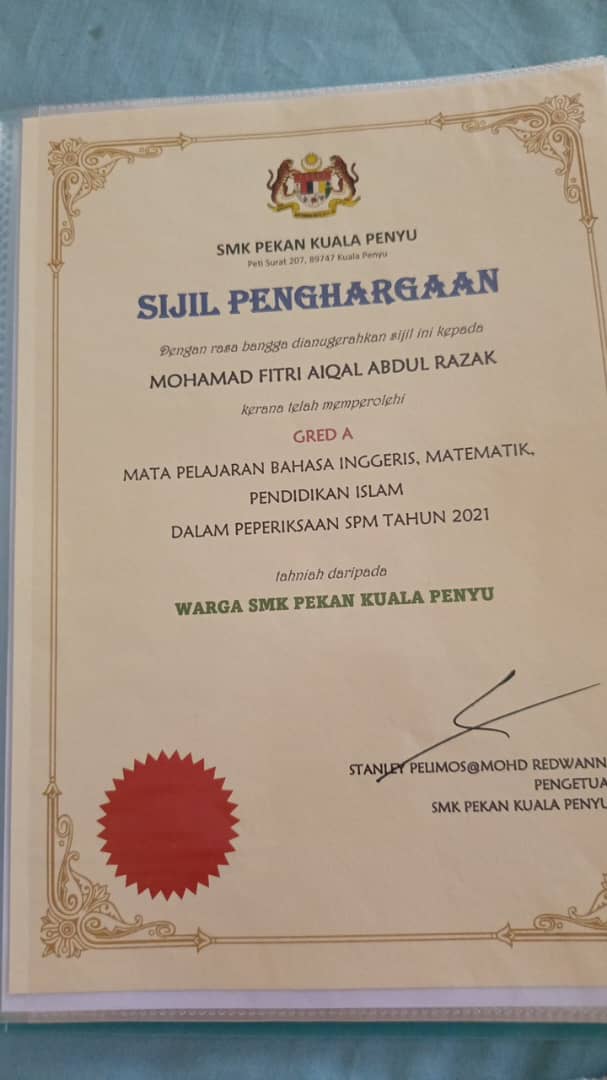 SMK PEKAN KUALA PENYU
Peti Surat 207, 89747 Kuala Penyu
SIJIL PENGHARGAAN
Dengan rasa bangga dianugerahkan sijil ini kepada
MOHAMAD FITRI AIQAL ABDUL RAZAK
kerana telah memperolehi
GRED A
MATA PELAJARAN BAHASA INGGERIS, MATEMATIK,
PENDIDIKAN ISLAM
DALAM PEPERIKSAAN SPM TAHUN 2021
tahniah daripada
WARGA SMK PEKAN KUALA PENYU
STANLEY PELIMOS@MOHD REDWANN
PENGETUA
SMK PEKAN KUALA PENYU